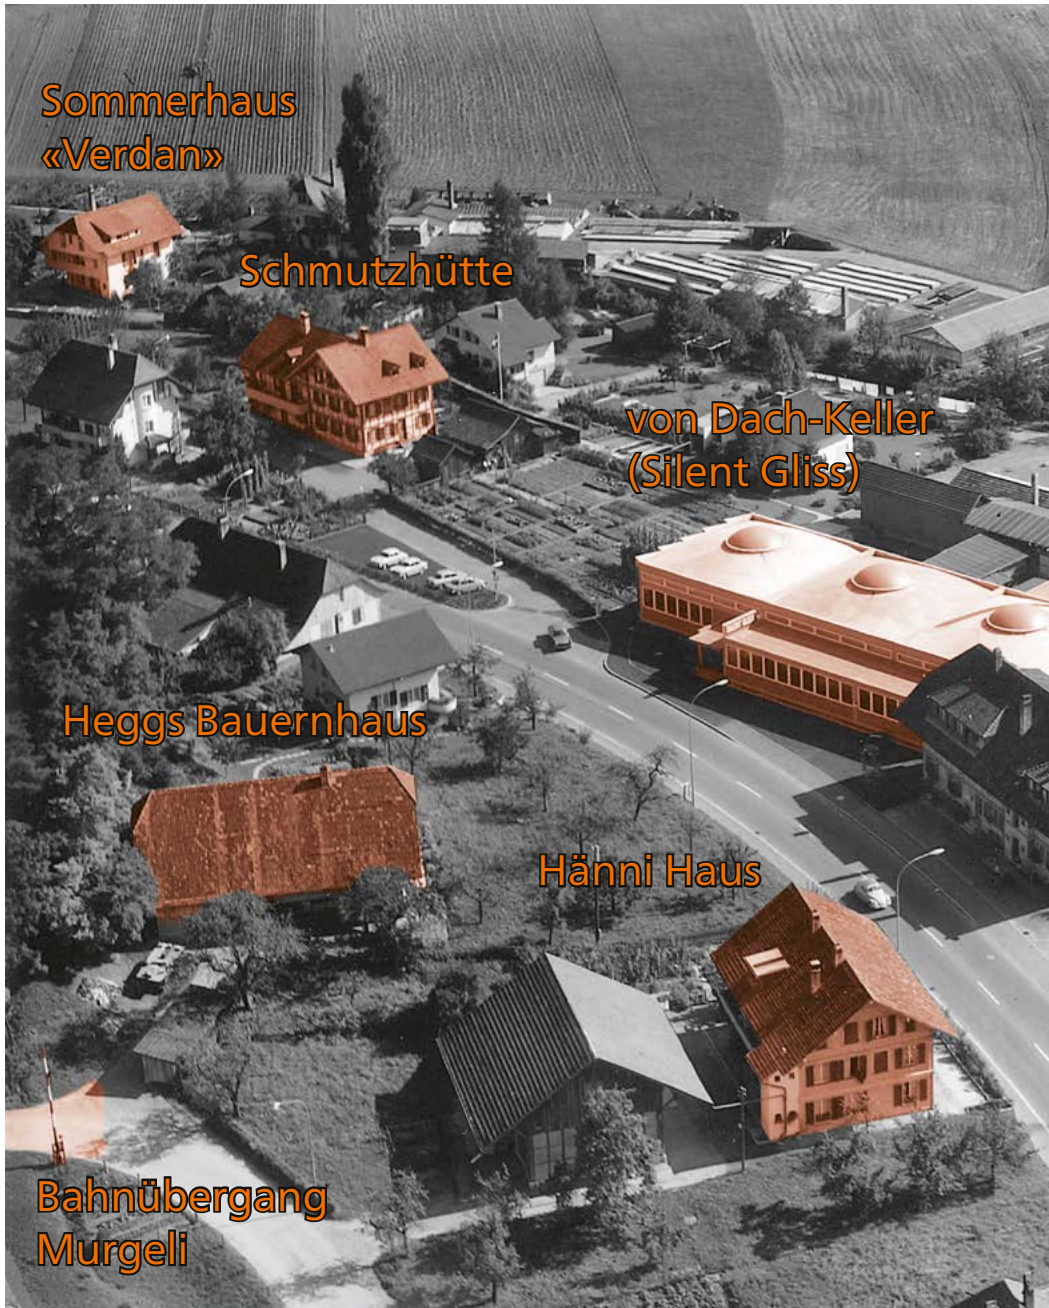 Sommerhaus
«Verdan»
Schmutzhütte
von Dach-Keller
(Silent Gliss)
Heggs Bauernhaus
Hänni Haus
Bahnübergang
Murgeli